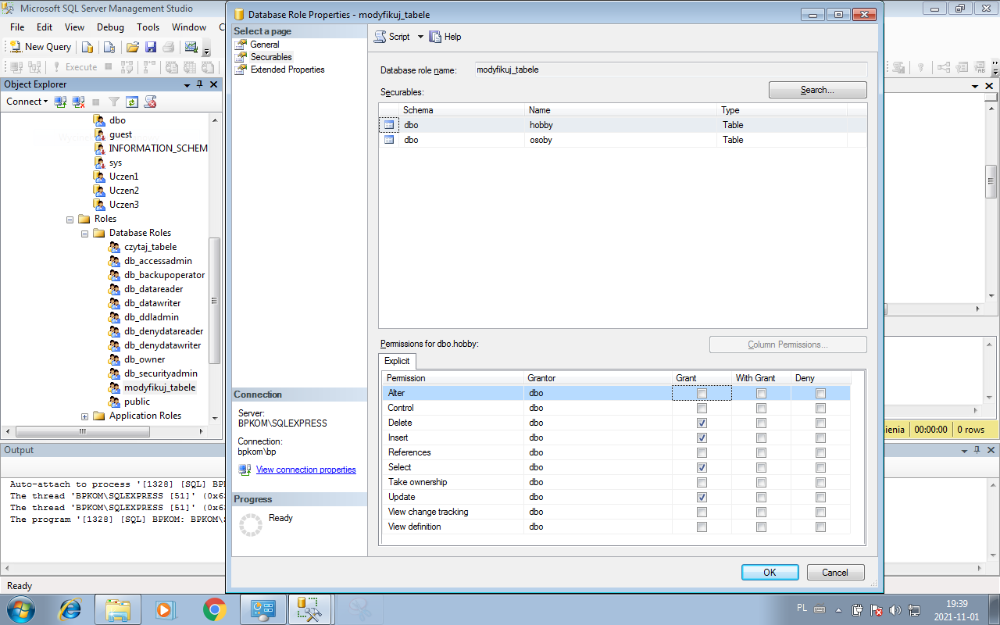 Microsoft SQL Server Management Studio
File Edit View Debug Tools Window C
New Query
Execute
Object Explorer
Connect
dbo
guest
INFORMATION_SCHEM
sys
Uczen1
Uczen2
Uczen3
Roles
Database Roles
czytaj_tabele
db_accessadmin
db_backupoperator
db_datareader
db_datawriter
db_ddladmin
db_denydatareader
db_denydatawriter
db_owner
db_securityadmin
modyfikuj_tabele
public
Application Roles
Output
Auto-attach to process '[1328] [SQL] BP
The thread 'BPKOM\SQLEXPRESS [51]' (0x6
The thread 'BPKOM\SQLEXPRESS [51]' (0x6
The program '[1328] [SQL] BPKOM: BPKOM\
Ready
Database Role Properties - modyfikuj_tabele
Select a page
General
Securables
Extended Properties
Connection
Server:
BPKOM\SQLEXPRESS
Connection:
bpkom\bp
View connection properties
Progress
Ready
Script Help
Database role name: modyfikuj_tabele
Securables: Search...
Schema Name Type
dbo hobby Table
dbo osoby Table
Permissions for dbo.hobby: Column Permissions...
Explicit
Permission Grantor Grant With Grant Deny
Alter dbo
Control dbo
Delete dbo
Insert dbo
References dbo
Select dbo
Take ownership dbo
Update dbo
View change tracking dbo
View definition dbo
OK Cancel
ienia 00:00:00 0 rows
PL 19:39
2021-11-01